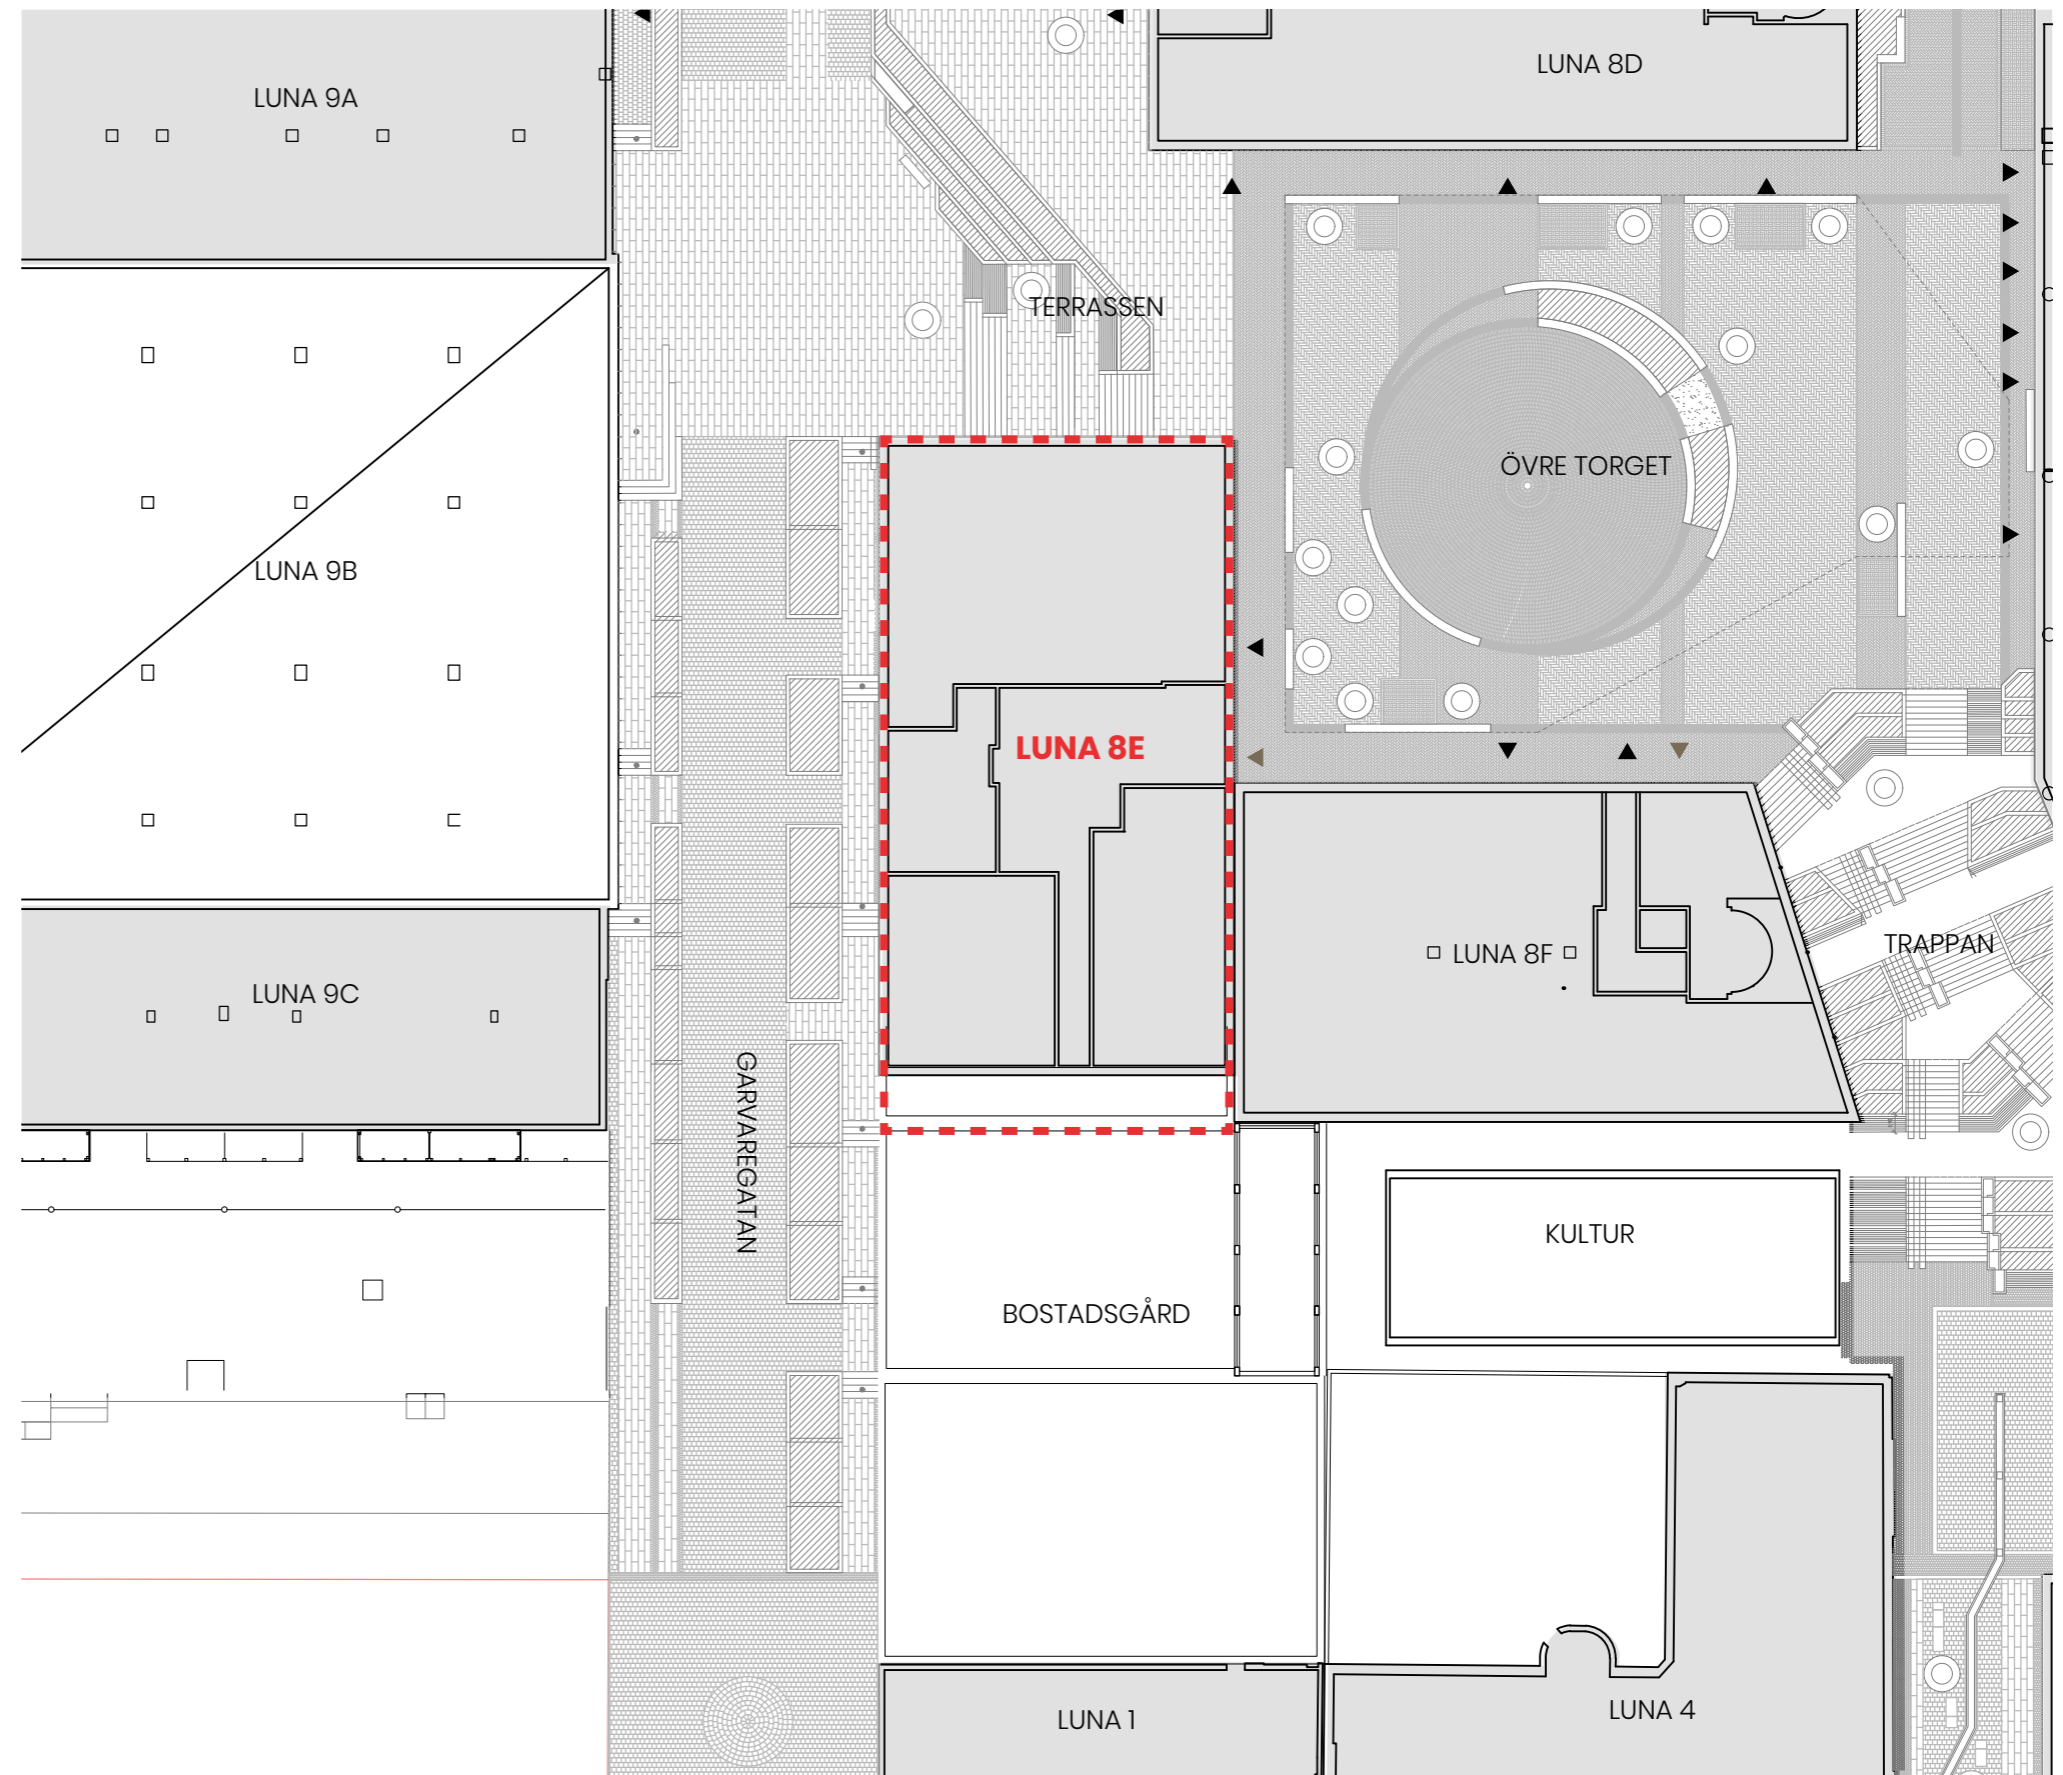 LUNA 8D
LUNA 9A
TERRASSEN
ÖVRE TORGET
LUNA 9B
LUNA 8E
TRAPPAN
LUNA 8F
LUNA 9C
GARVAREGATAN
KULTUR
BOSTADSGÅRD
LUNA 4
LUNA 1